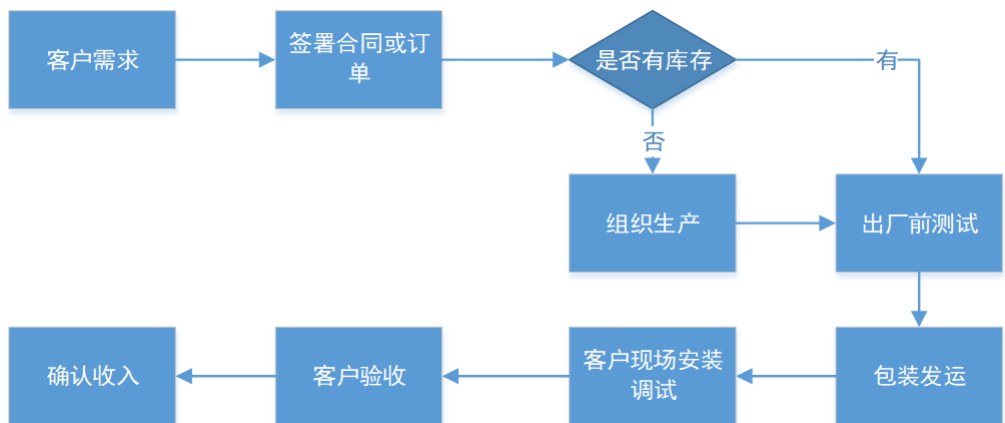 客户需求
签署合同或订
单
是否有库存
有
否
组织生产
出厂前测试
确认收入
客户验收
客户现场安装
调试
包装发运